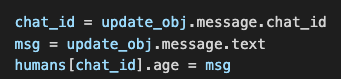 chat_id = update_obj.message.chat_id
msg = update_obj.message.text
humans[chat_id].age = msg